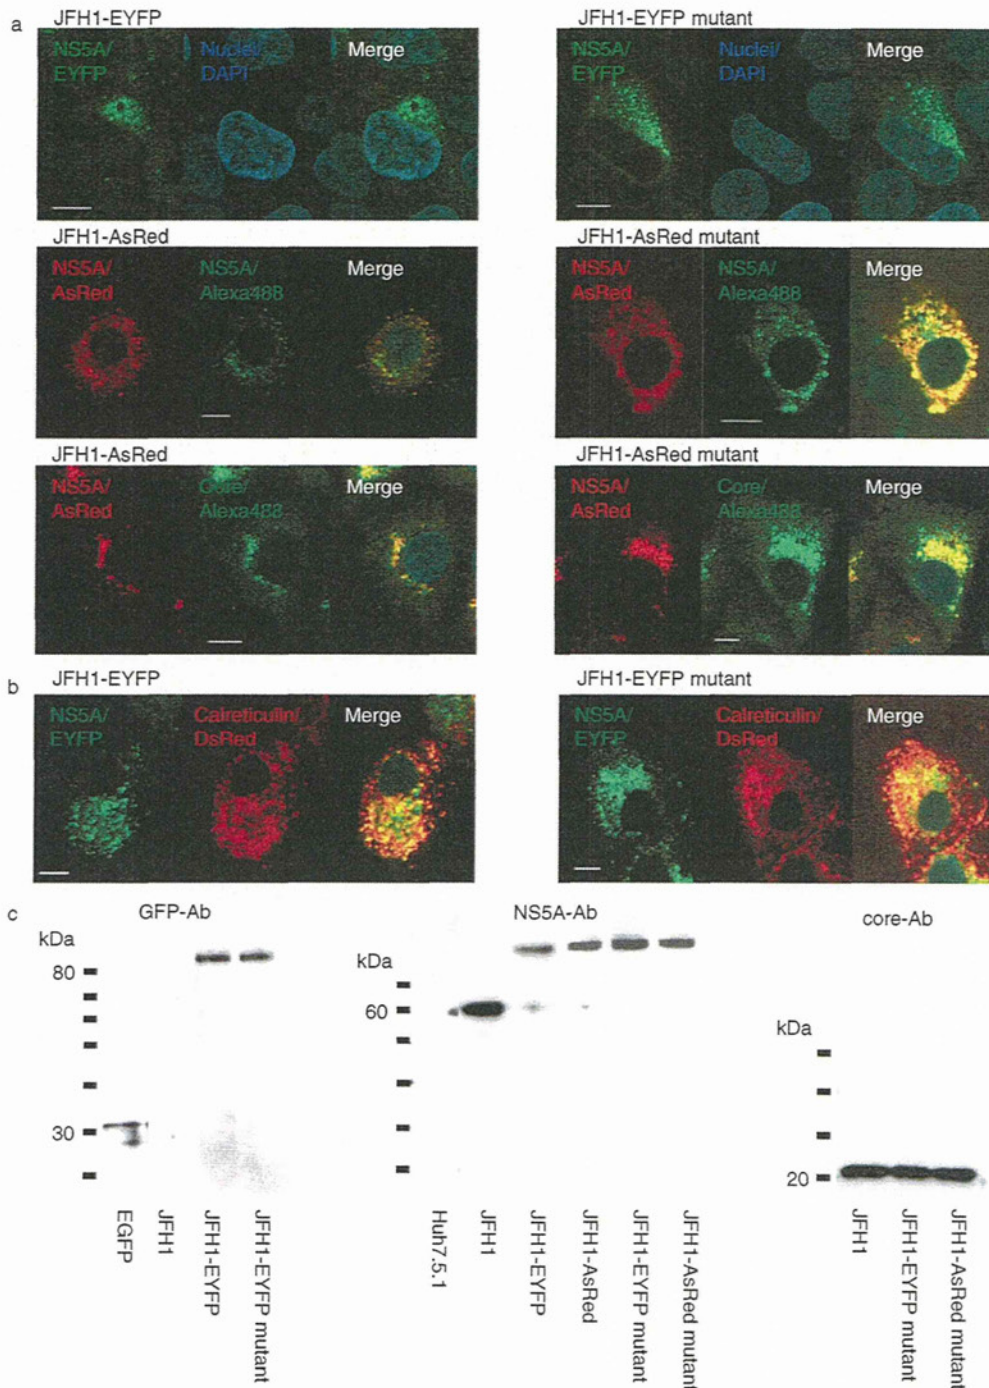 a
JFH1-EYFP
NS5A/
EYFP
Nuclei/
DAPI
Merge
JFH1-EYFP mutant
NS5A/
EYFP
Nuclei/
DAPI
Merge
JFH1-AsRed
NS5A/
AsRed
NS5A/
Alexa488
Merge
JFH1-AsRed mutant
NS5A/
AsRed
NS5A/
Alexa488
Merge
JFH1-AsRed
NS5A/
AsRed
Core/
Alexa488
Merge
JFH1-AsRed mutant
NS5A/
AsRed
Core/
Alexa488
Merge
b
JFH1-EYFP
NS5A/
EYFP
Calreticulin/
DsRed
Merge
JFH1-EYFP mutant
NS5A/
EYFP
Calreticulin/
DsRed
Merge
c
GFP-Ab
kDa
80
30
EGFP
JFH1
JFH1-EYFP
JFH1-EYFP mutant
NS5A-Ab
kDa
60
Huh7.5.1
JFH1
JFH1-EYFP
JFH1-AsRed
JFH1-EYFP mutant
JFH1-AsRed mutant
core-Ab
kDa
20
JFH1
JFH1-EYFP mutant
JFH1-AsRed mutant